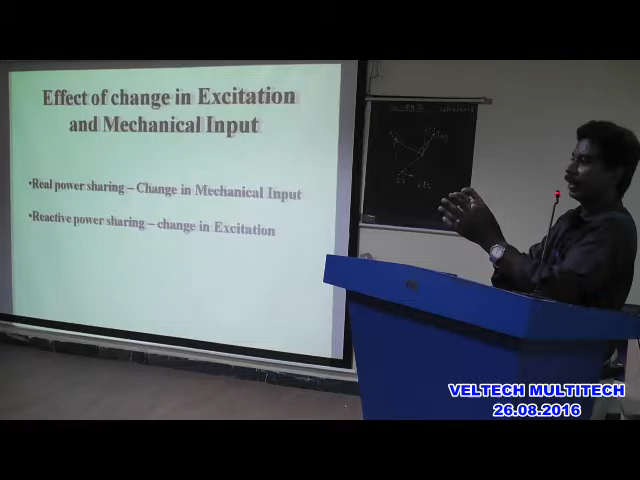 Effect of change in Excitation
and Mechanical Input
•Real power sharing – Change in Mechanical Input
•Reactive power sharing – change in Excitation
VELTECH MULTITECH
26.08.2016